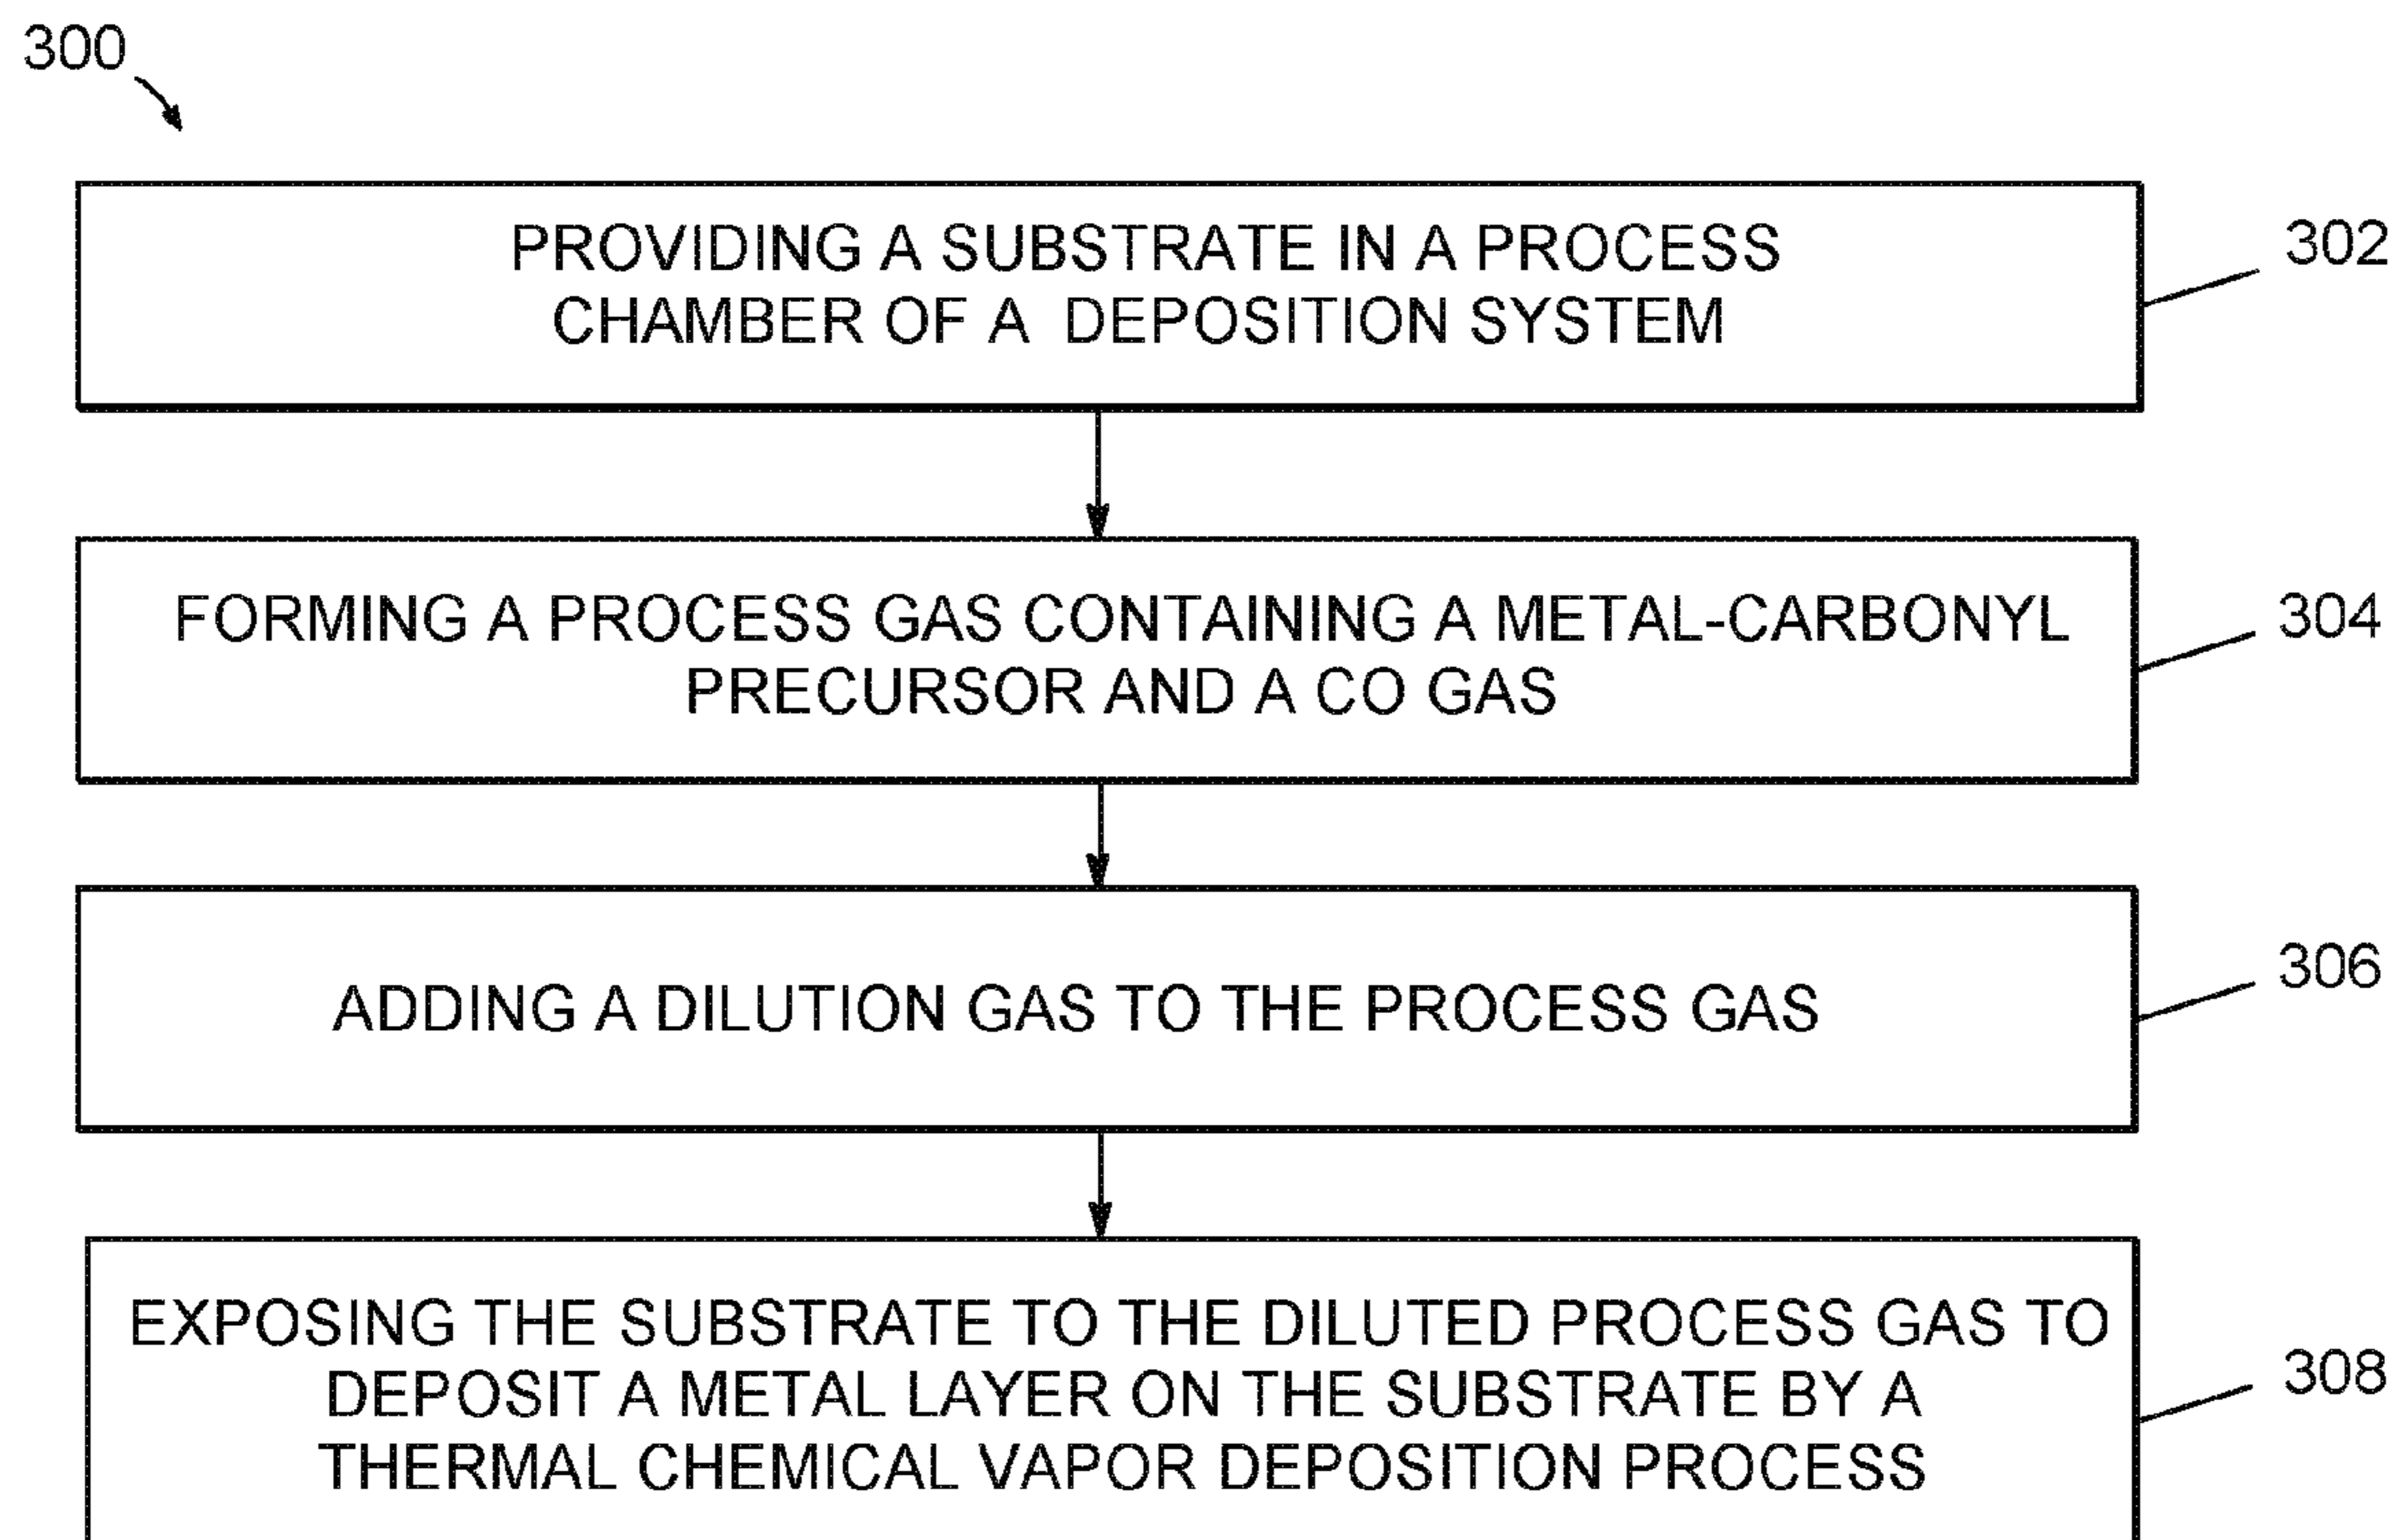 300
PROVIDING A SUBSTRATE IN A PROCESS
CHAMBER OF A DEPOSITION SYSTEM
302
FORMING A PROCESS GAS CONTAINING A METAL-CARBONYL
PRECURSOR AND A CO GAS
304
ADDING A DILUTION GAS TO THE PROCESS GAS
306
EXPOSING THE SUBSTRATE TO THE DILUTED PROCESS GAS TO
DEPOSIT A METAL LAYER ON THE SUBSTRATE BY A
THERMAL CHEMICAL VAPOR DEPOSITION PROCESS
308